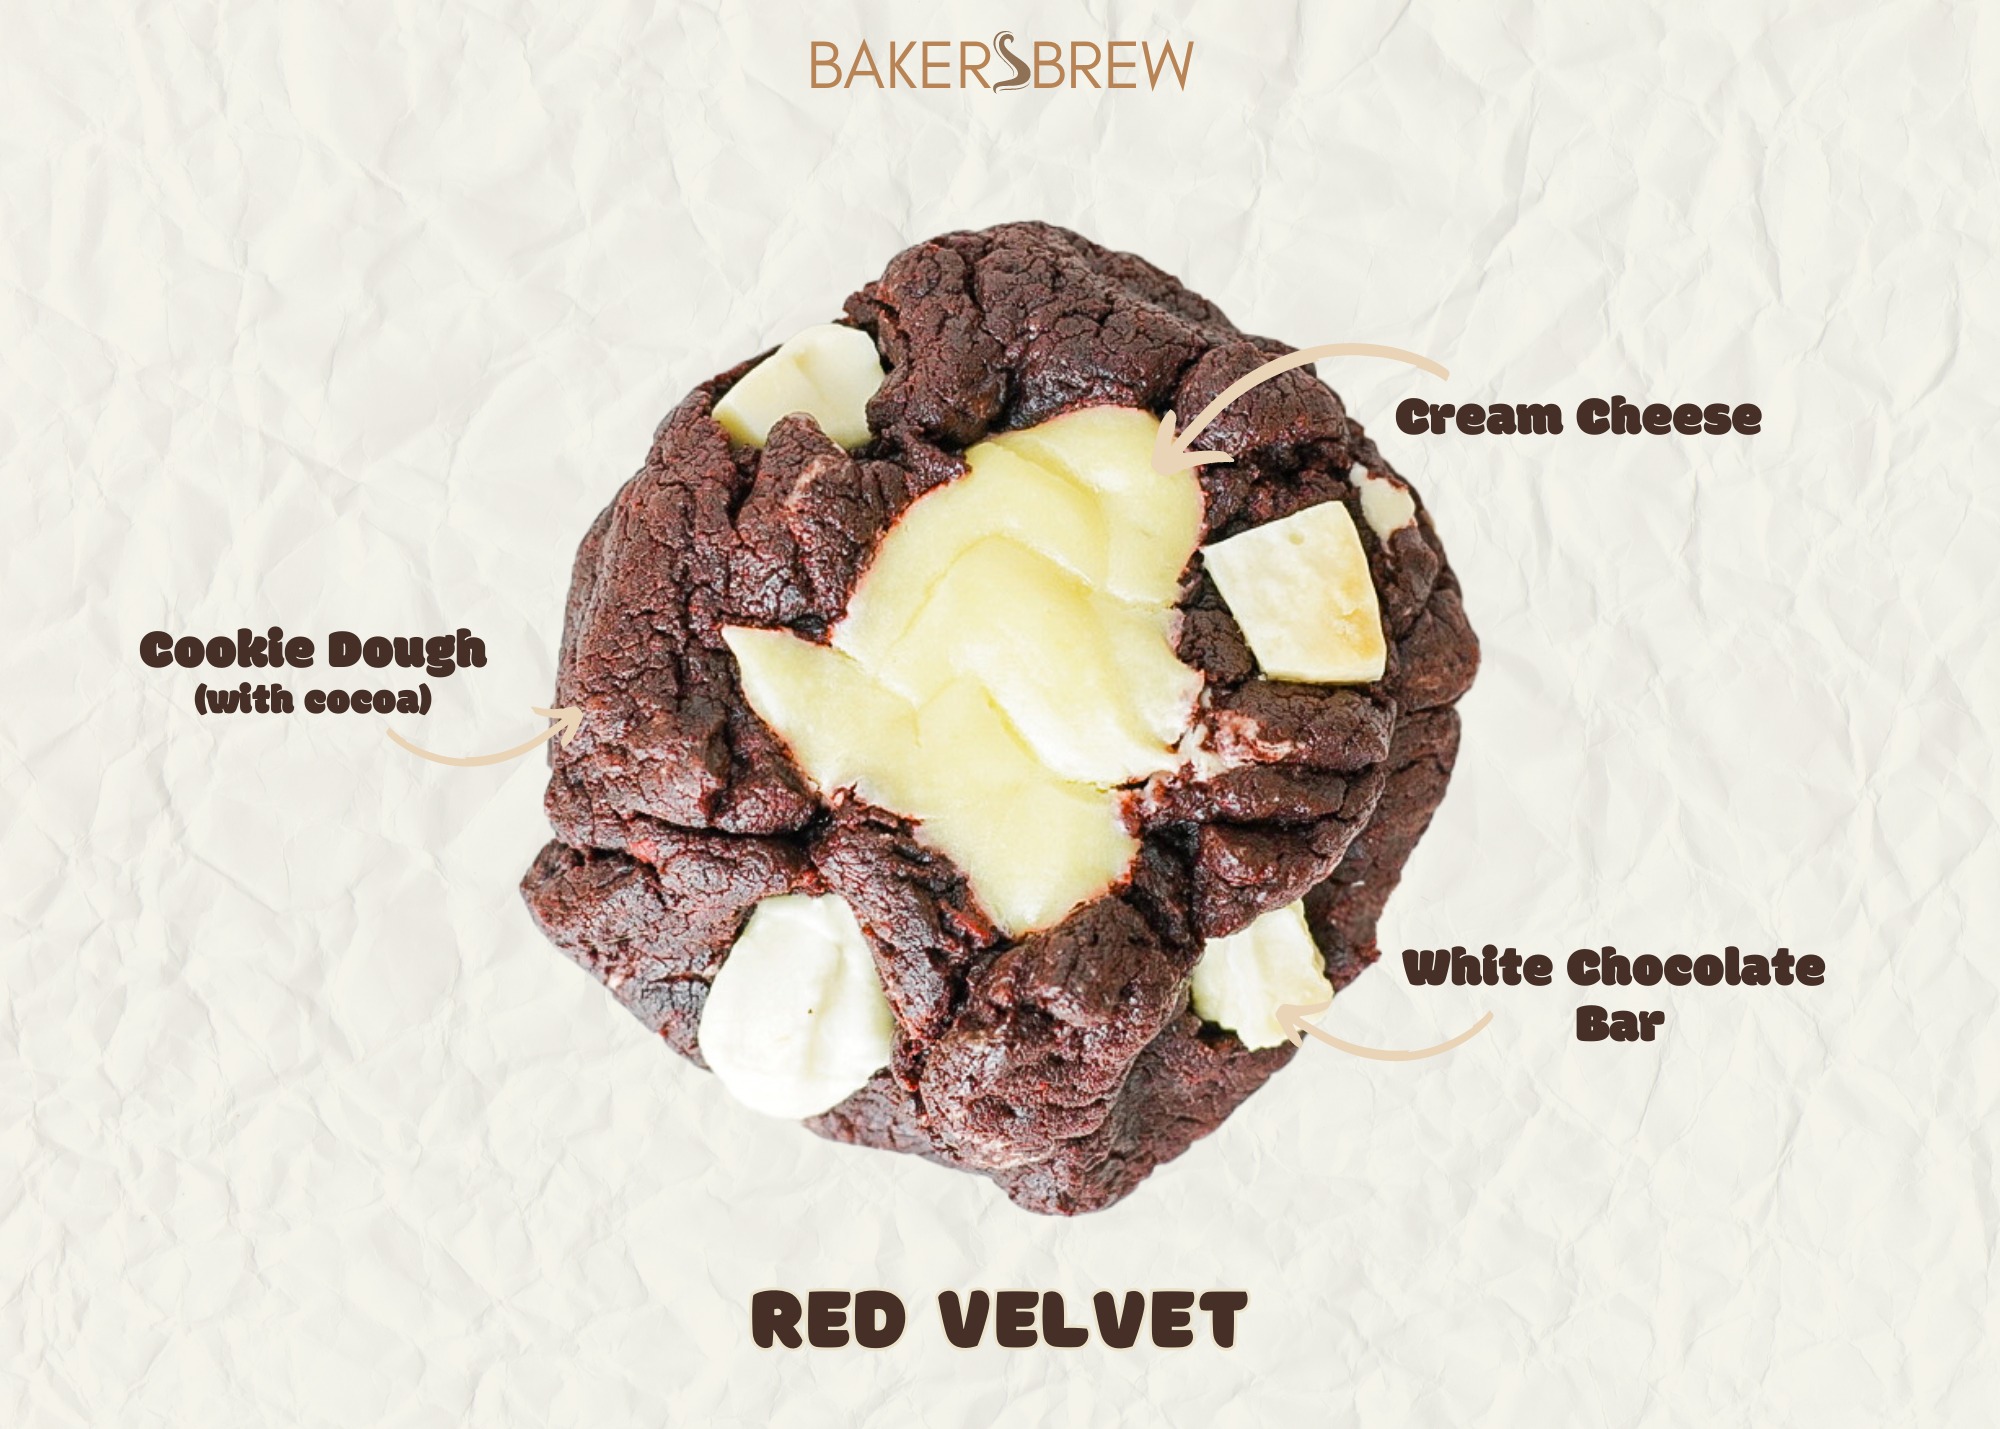 BAKERSBREW
Cream Cheese
Cookie Dough
(with cocoa)
White Chocolate
Bar
RED VELVET